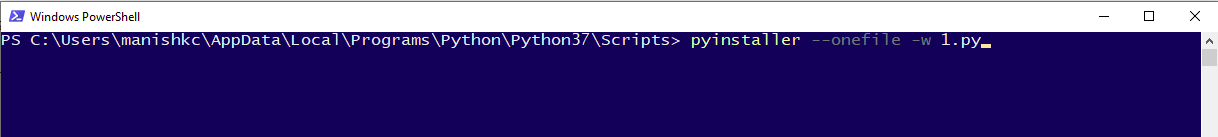 Windows PowerShell
PS C:\Users\manishkc\AppData\Local\Programs\Python\Python37\Scripts> pyinstaller --onefile -w 1.py